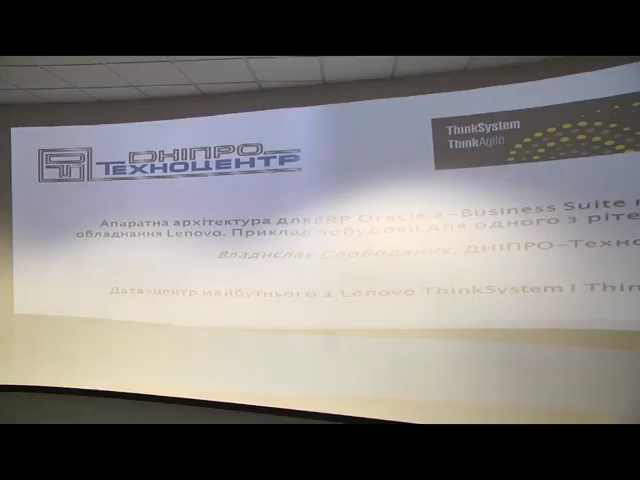 ДНІПРО
ТЕХНОЦЕНТР
ThinkSystem
ThinkAgile
Апаратна архітектура для ERP Oracle e-Business Suite
обладнання Lenovo. Приклад побудови для одного з
Владислав Слободяник, ДНІПРО-
Дата-центр майбутнього з Lenovo ThinkSystem і